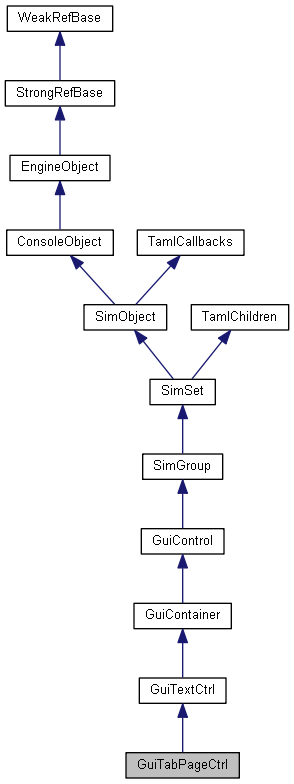 WeakRefBase
StrongRefBase
EngineObject
ConsoleObject
TamlCallbacks
SimObject
TamlChildren
SimSet
SimGroup
GuiControl
GuiContainer
GuiTextCtrl
GuiTabPageCtrl